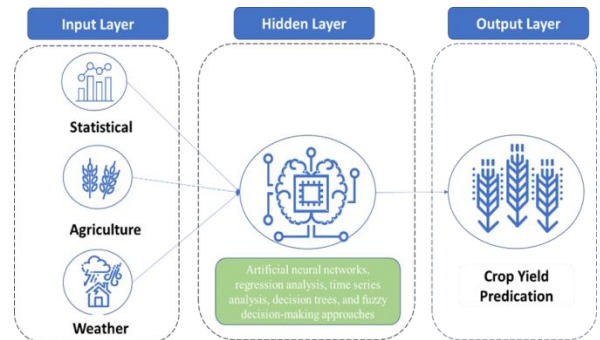 Input Layer
Hidden Layer
Output Layer
Statistical
Agriculture
Weather
Artificial neural networks,
regression analysis, time series
analysis, decision trees, and fuzzy
decision-making approaches
Crop Yield
Predication